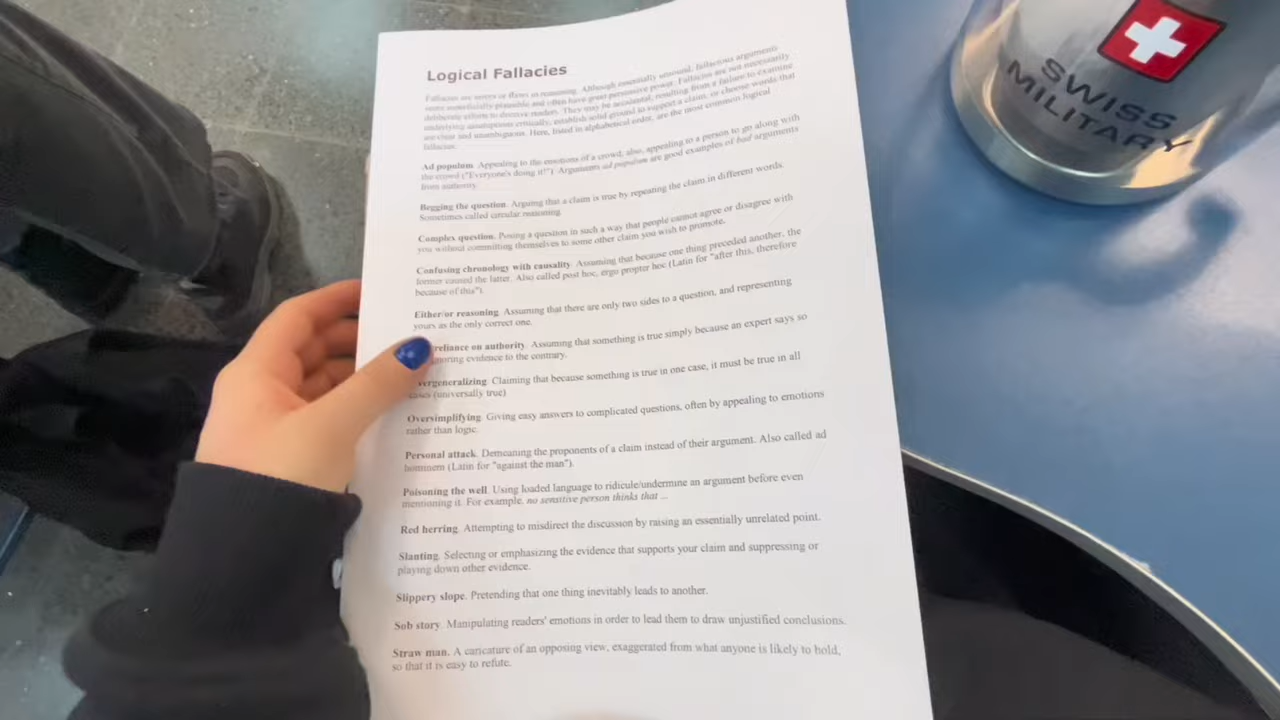 Logical Fallacies
Fallacies are errors or flaws in reasoning. Although essentially unsound, fallacious arguments
seem superficially plausible and often have great persuasive power. Fallacies are not necessarily
deliberate efforts to deceive readers. They may be accidental, resulting from a failure to examine
underlying assumptions critically, establish solid ground to support a claim, or choose words that
are clear and unambiguous. Here, listed in alphabetical order, are the most common logical
fallacies.
Ad populum. Appealing to the emotions of a crowd, also, appealing to a person to go along with
the crowd ("Everyone's doing it!"). Arguments ad populum are good examples of bad arguments
from authority.
Begging the question. Arguing that a claim is true by repeating the claim in different words.
Sometimes called circular reasoning.
Complex question. Posing a question in such a way that people cannot agree or disagree with
you without committing themselves to some other claim you wish to promote.
Confusing chronology with causality. Assuming that because one thing preceded another, the
former caused the latter. Also called post hoc, ergo propter hoc (Latin for "after this, therefore
because of this").
Either/or reasoning. Assuming that there are only two sides to a question, and representing
yours as the only correct one.
reliance on authority. Assuming that something is true simply because an expert says so
evidence to the contrary.
vergeneralizing. Claiming that because something is true in one case, it must be true in all
cases (universally true)
Oversimplifying. Giving easy answers to complicated questions, often by appealing to emotions
rather than logic.
Personal attack. Demeaning the proponents of a claim instead of their argument. Also called ad
hominem (Latin for "against the man").
Poisoning the well. Using loaded language to ridicule/undermine an argument before even
mentioning it. For example, no sensitive person thinks that ...
Red herring. Attempting to misdirect the discussion by raising an essentially unrelated point.
Slanting. Selecting or emphasizing the evidence that supports your claim and suppressing or
playing down other evidence.
Slippery slope. Pretending that one thing inevitably leads to another.
Sob story. Manipulating readers' emotions in order to lead them to draw unjustified conclusions.
Straw man. A caricature of an opposing view, exaggerated from what anyone is likely to hold,
so that it is easy to refute.
SWISS
MILITARY